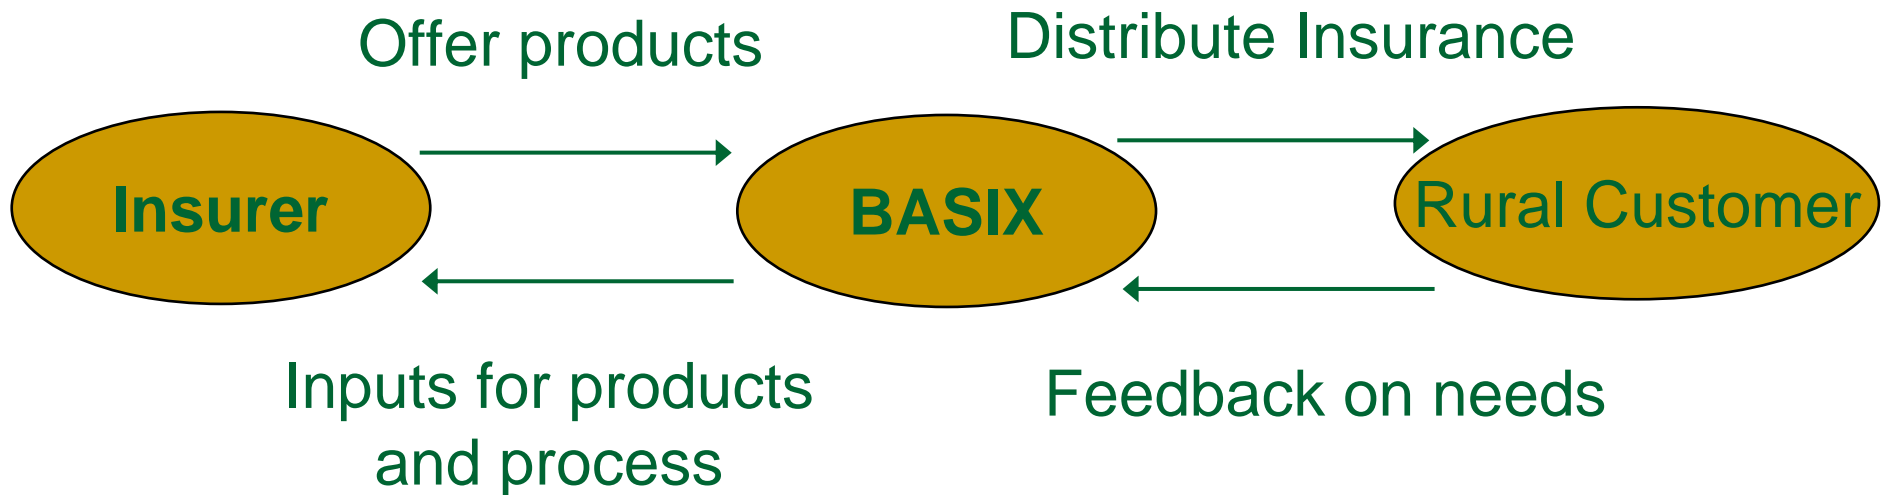 Offer products
Distribute Insurance
Insurer
BASIX
Rural Customer
Inputs for products
and process
Feedback on needs